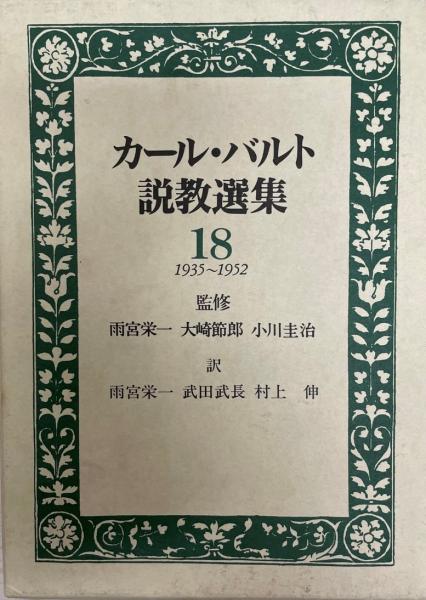 カール・バルト
説教選集
18
1935~1952
監修
雨宮栄一 大崎節郎 小川圭治
訳
雨宮栄一 武田武長 村上 伸